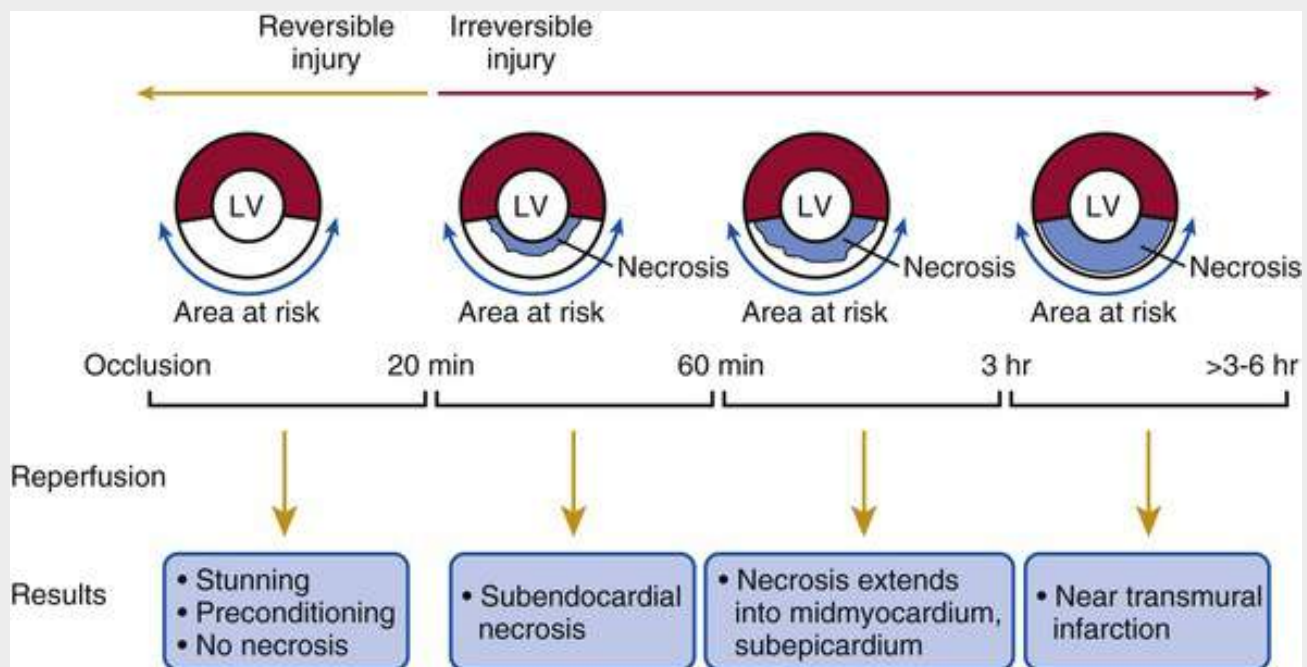 Reversible
injury
Irreversible
injury
LV
LV
LV
LV
Necrosis
Necrosis
Necrosis
Area at risk
Area at risk
Area at risk
Area at risk
Occlusion
20 min
60 min
3 hr
>3-6 hr
Reperfusion
Results
• Stunning
• Preconditioning
• No necrosis
• Subendocardial
necrosis
• Necrosis extends
into midmyocardium,
subepicardium
• Near transmural
infarction